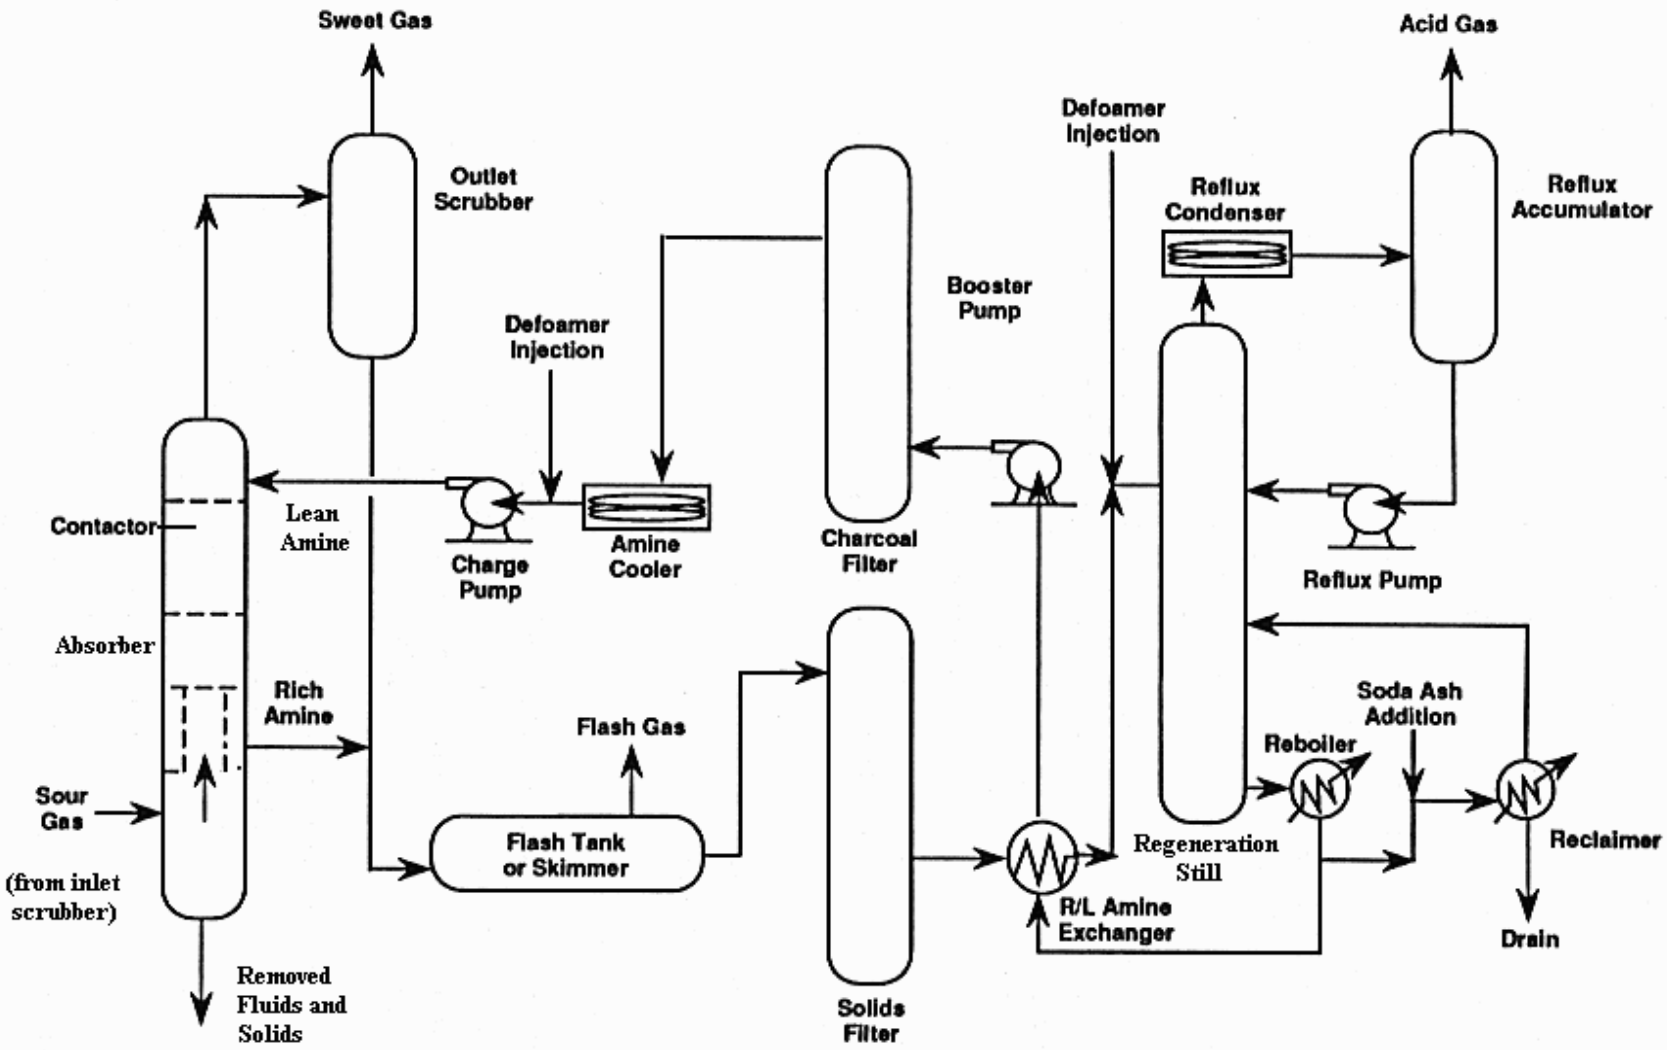 Sweet Gas
Acid Gas
Defoamer
Injection
Outlet
Scrubber
Reflux
Condenser
Reflux
Accumulator
Booster
Pump
Defoamer
Injection
Contactor
Lean
Amine
Charge
Pump
Amine
Cooler
Charcoal
Filter
Reflux Pump
Absorber
Rich
Amine
Flash Gas
Soda Ash
Addition
Reboiler
Sour
Gas
(from inlet
scrubber)
Flash Tank
or Skimmer
Regeneration
Still
Reclaimer
R/L Amine
Exchanger
Drain
Removed
Fluids and
Solids
Solids
Filter